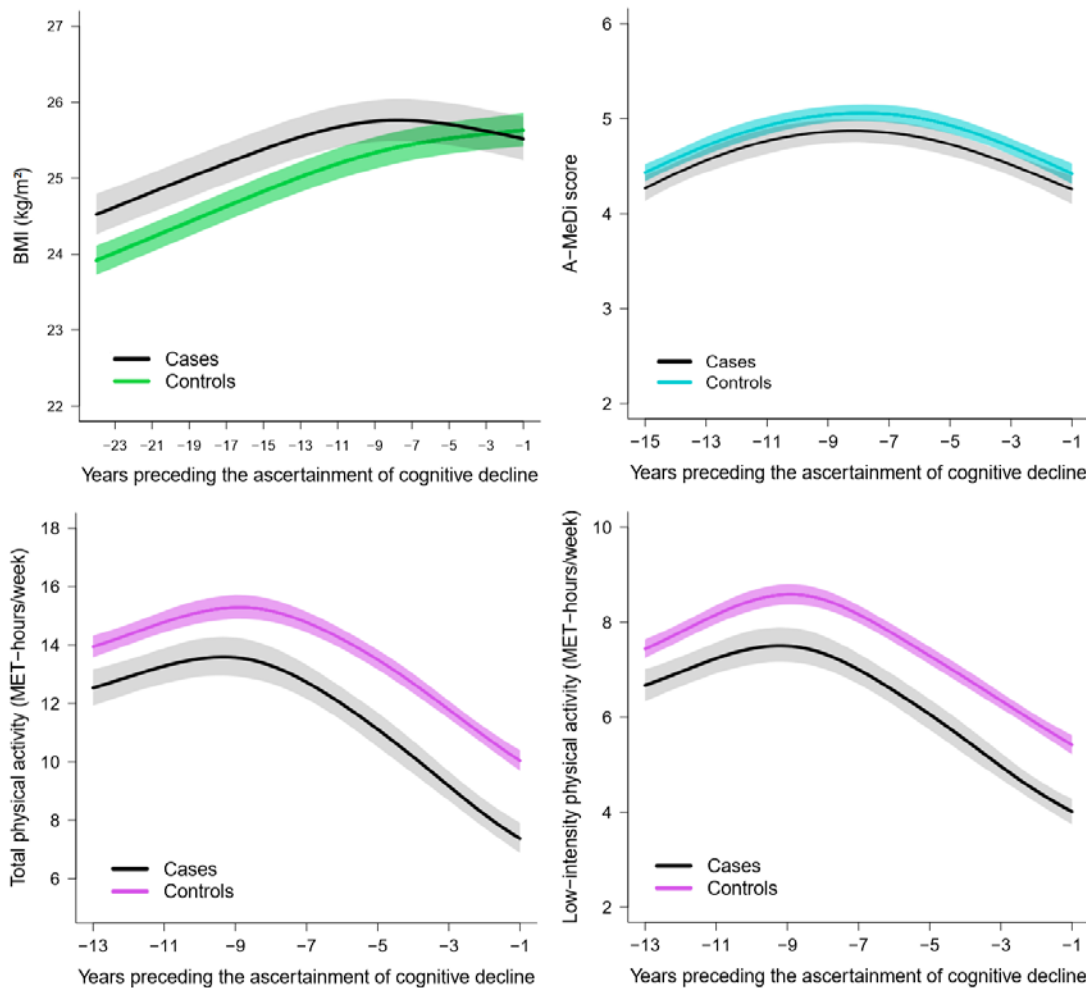 BMI (kg/m²)
27
26
25
24
23
22
Cases
Controls
−23 −21 −19 −17 −15 −13 −11 −9 −7 −5 −3 −1
Years preceding the ascertainment of cognitive decline
A−MeDi score
6
5
4
3
2
Cases
Controls
−15 −13 −11 −9 −7 −5 −3 −1
Years preceding the ascertainment of cognitive decline
Total physical activity (MET−hours/week)
18
16
14
12
10
8
6
Cases
Controls
−13 −11 −9 −7 −5 −3 −1
Years preceding the ascertainment of cognitive decline
Low−intensity physical activity (MET−hours/week)
10
8
6
4
2
Cases
Controls
−13 −11 −9 −7 −5 −3 −1
Years preceding the ascertainment of cognitive decline